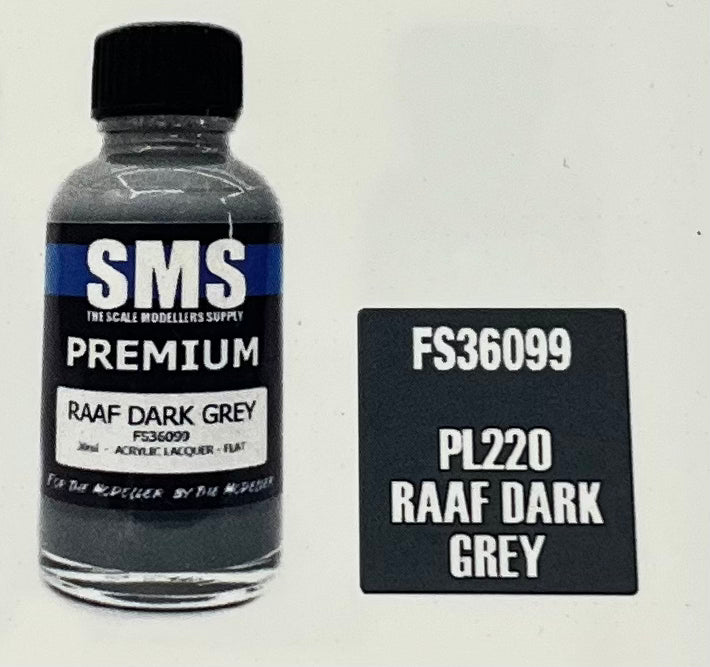 SMS
THE SCALE MODELLERS SUPPLY
PREMIUM
RAAF DARK GREY
FS36099
30ml - ACRYLIC LACQUER - FLAT
FOR THE MODELLER BY THE MODELLER
FS36099
PL220
RAAF DARK
GREY